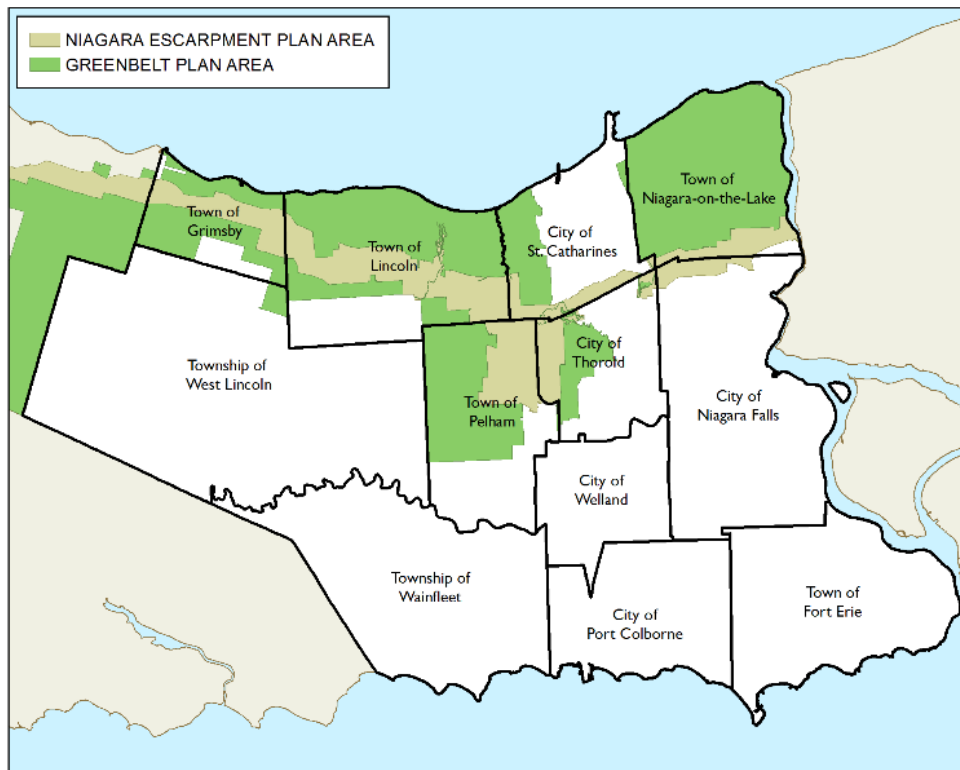 NIAGARA ESCARPMENT PLAN AREA
GREENBELT PLAN AREA
Town of
Niagara-on-the-Lake
Town of
Grimsby
City of
St. Catharines
Town of
Lincoln
City of
Thorold
Township of
West Lincoln
Town of
Pelham
City of
Niagara Falls
City of
Welland
Township of
Wainfleet
City of
Port Colborne
Town of
Fort Erie